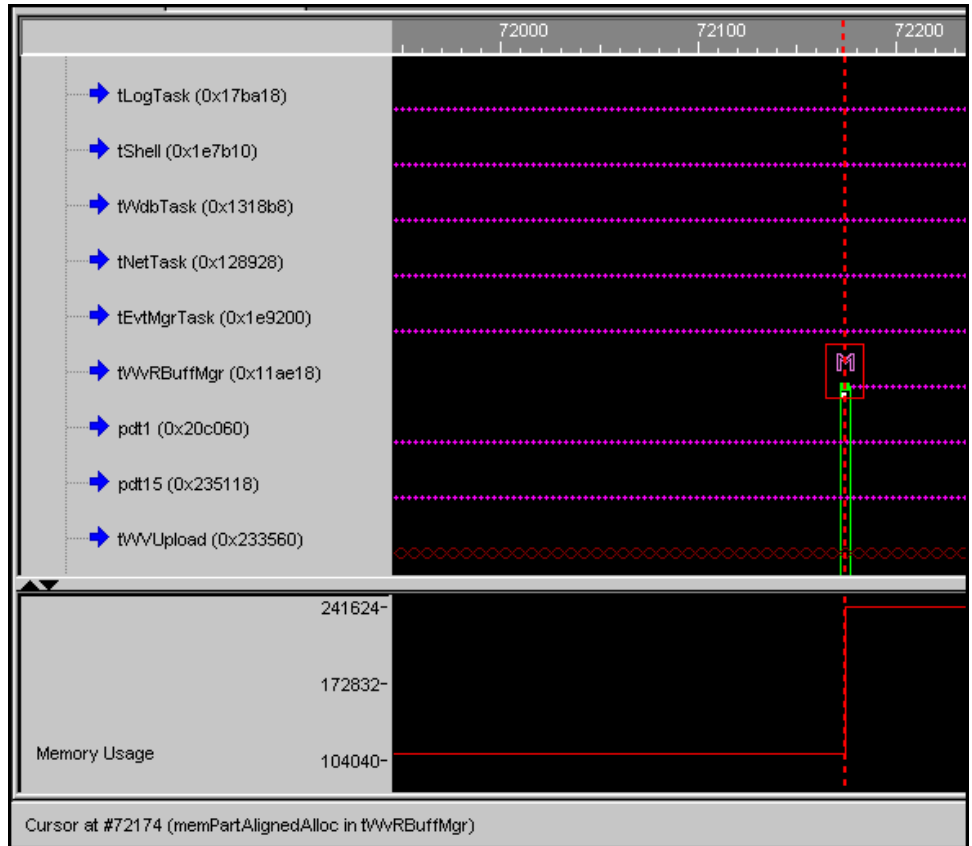 72000 72100 72200
tLogTask (0x17ba18)
tShell (0x1e7b10)
tWdbTask (0x1318b8)
tNetTask (0x128928)
tEvtMgrTask (0x1e9200)
tWvRBuffMgr (0x11ae18)
M
pdt1 (0x20c060)
pdt15 (0x235118)
tWVUpload (0x233560)
241624-
172832-
Memory Usage 104040-
Cursor at #72174 (memPartAlignedAlloc in tWvRBuffMgr)